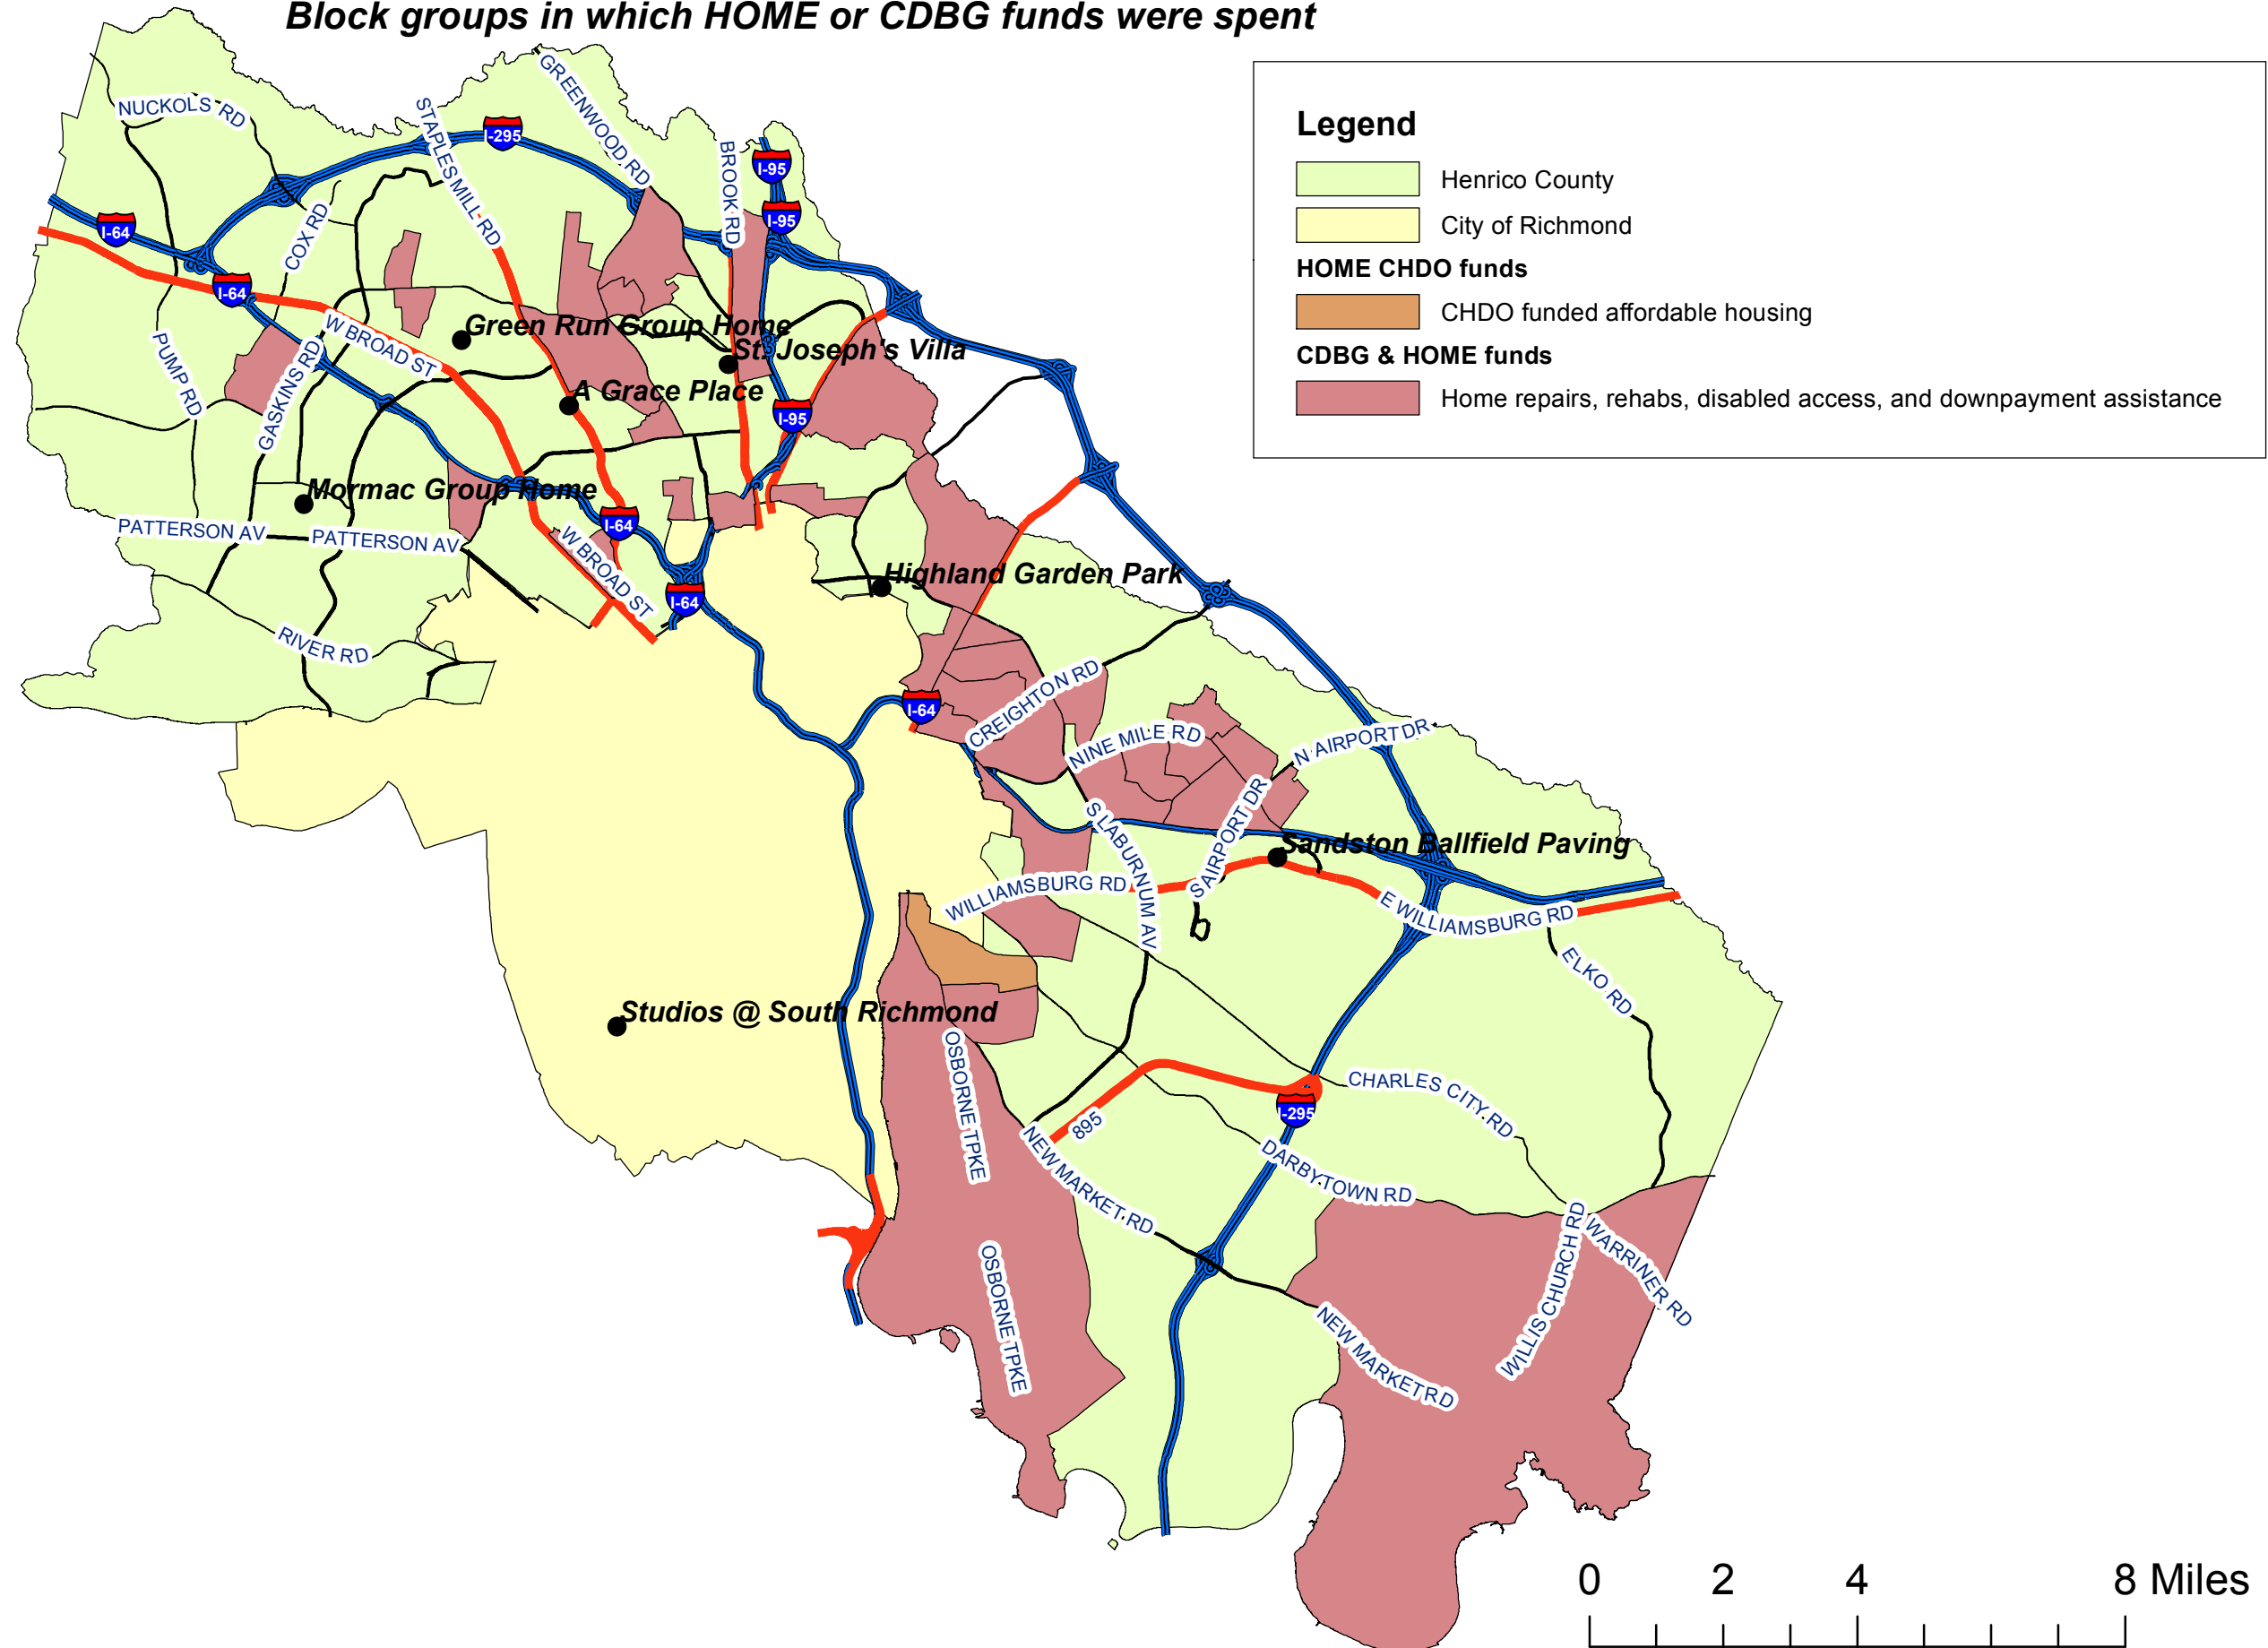 Block groups in which HOME or CDBG funds were spent
Legend
Henrico County
City of Richmond
HOME CHDO funds
CHDO funded affordable housing
CDBG & HOME funds
Home repairs, rehabs, disabled access, and downpayment assistance
NUCKOLS RD
STAPLES MILL RD
I-295
GREENWOOD RD
BROOK RD
I-95
I-95
I-64
COX RD
I-64
PUMP RD
W BROAD ST
GASKINS RD
Green Run Group Home
St. Joseph's Villa
A Grace Place
I-95
Mormac Group Home
PATTERSON AV
PATTERSON AV
I-64
W BROAD ST
I-64
Highland Garden Park
RIVER RD
I-64
CREIGHTON RD
NINE MILE RD
N AIRPORT DR
S AIRPORT DR
S LABURNUM AV
Sandston Ballfield Paving
WILLIAMSBURG RD
E WILLIAMSBURG RD
ELKO RD
Studios @ South Richmond
OSBORNE TPKE
895
I-295
CHARLES CITY RD
NEW MARKET RD
DARBYTOWN RD
OSBORNE TPKE
WILLIS CHURCH RD
WARRINER RD
NEW MARKET RD
0 2 4 8 Miles